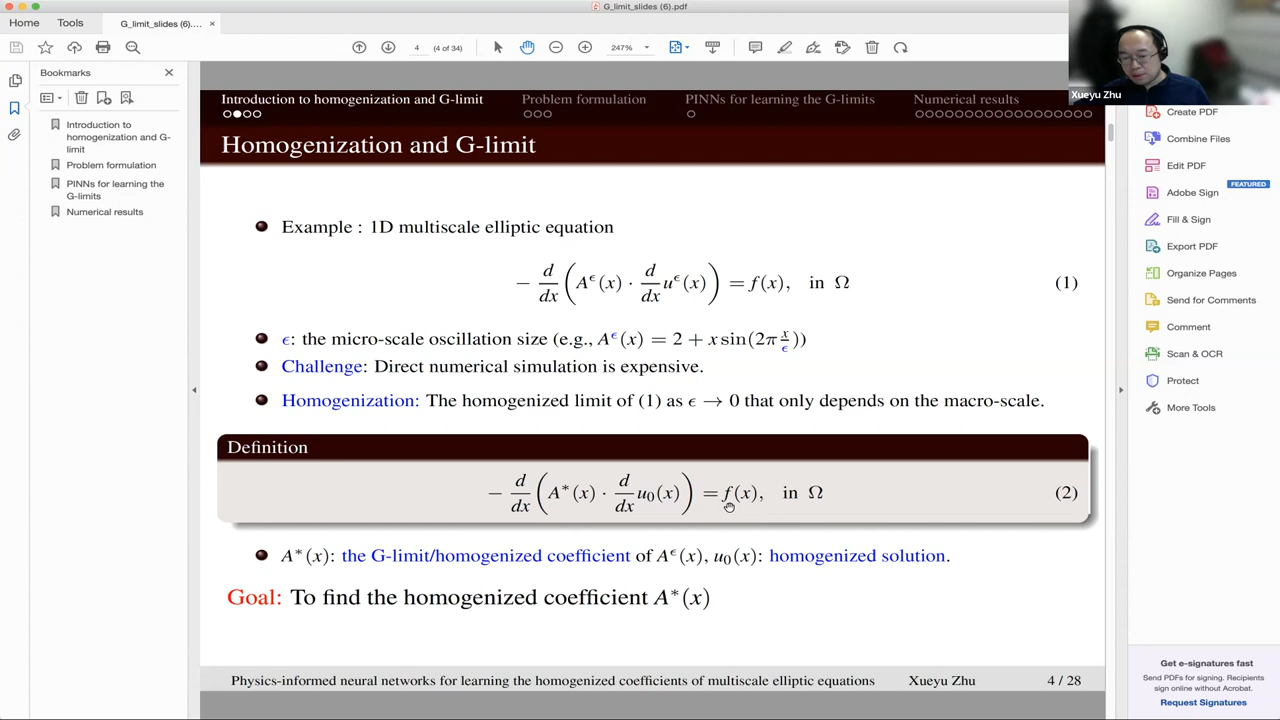 G_limit_slides (6).pdf
Home
Tools
G_limit_slides (6).... ×
4
(4 of 34)
247%
Xueyu Zhu
Bookmarks
Introduction to
homogenization and G-
limit
Problem formulation
PINNs for learning the
G-limits
Numerical results
Introduction to homogenization and G-limit
Problem formulation
PINNs for learning the G-limits
Numerical results
Homogenization and G-limit
Example : 1D multiscale elliptic equation
− d/dx (A^ϵ(x) · d/dx u^ϵ(x)) = f(x), in Ω (1)
ϵ: the micro-scale oscillation size (e.g., A^ϵ(x) = 2 + x sin(2π x/ϵ))
Challenge: Direct numerical simulation is expensive.
Homogenization: The homogenized limit of (1) as ϵ → 0 that only depends on the macro-scale.
Definition
− d/dx (A*(x) · d/dx u₀(x)) = f(x), in Ω (2)
A*(x): the G-limit/homogenized coefficient of A^ϵ(x), u₀(x): homogenized solution.
Goal: To find the homogenized coefficient A*(x)
Physics-informed neural networks for learning the homogenized coefficients of multiscale elliptic equations
Xueyu Zhu
4 / 28
Create PDF
Combine Files
Edit PDF
FEATURED
Adobe Sign
Fill & Sign
Export PDF
Organize Pages
Send for Comments
Comment
Scan & OCR
Protect
More Tools
Get e-signatures fast
Send PDFs for signing. Recipients
sign online without Acrobat.
Request Signatures